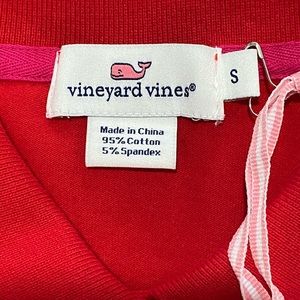 vineyard vines®
S
Made in China
95% Cotton
5% Spandex